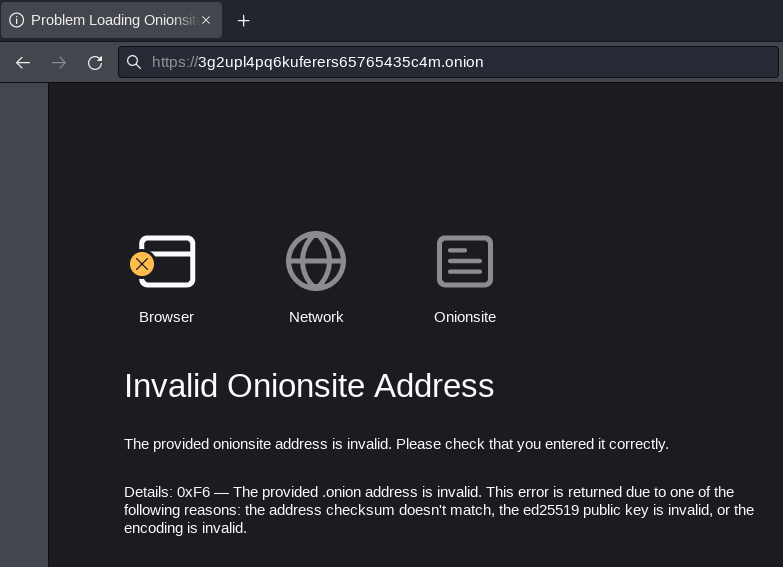 Problem Loading Onionsit
https://3g2upl4pq6kuferers65765435c4m.onion
Browser
Network
Onionsite
Invalid Onionsite Address
The provided onionsite address is invalid. Please check that you entered it correctly.
Details: 0xF6 — The provided .onion address is invalid. This error is returned due to one of the
following reasons: the address checksum doesn't match, the ed25519 public key is invalid, or the
encoding is invalid.